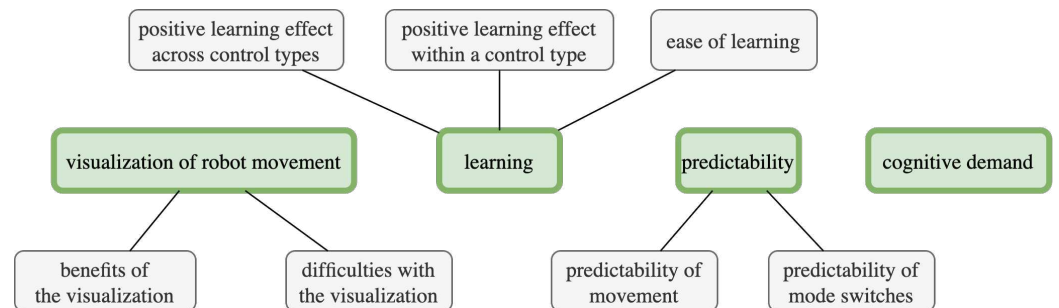 positive learning effect
across control types
positive learning effect
within a control type
ease of learning
visualization of robot movement
learning
predictability
cognitive demand
benefits of
the visualization
difficulties with
the visualization
predictability of
movement
predictability of
mode switches